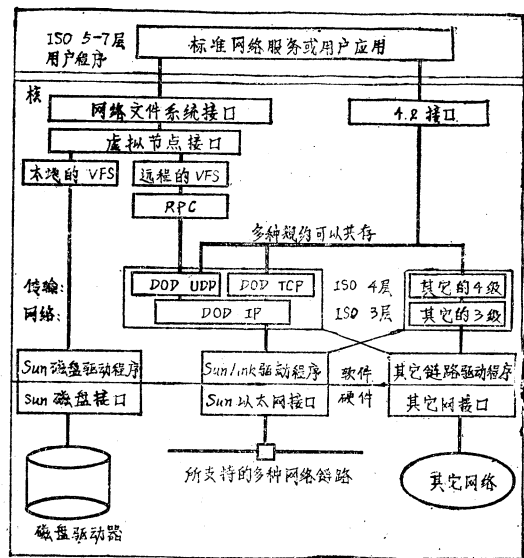 ISO 5-7层
用户程序
标准网络服务或用户应用
核
网络文件系统接口
4.2接口
虚拟节点接口
本地的 VFS
远程的 VFS
RPC
多种规约可以共存
传输:
DOD UDP
DOD TCP
ISO 4层
其它的4级
网络:
DOD IP
ISO 3层
其它的3级
Sun磁盘驱动程序
Sunlink驱动程序
软件
其它链路驱动程序
sun磁盘接口
Sun以太网接口
硬件
其它网接口
所支持的多种网络链路
其它网络
磁盘驱动器